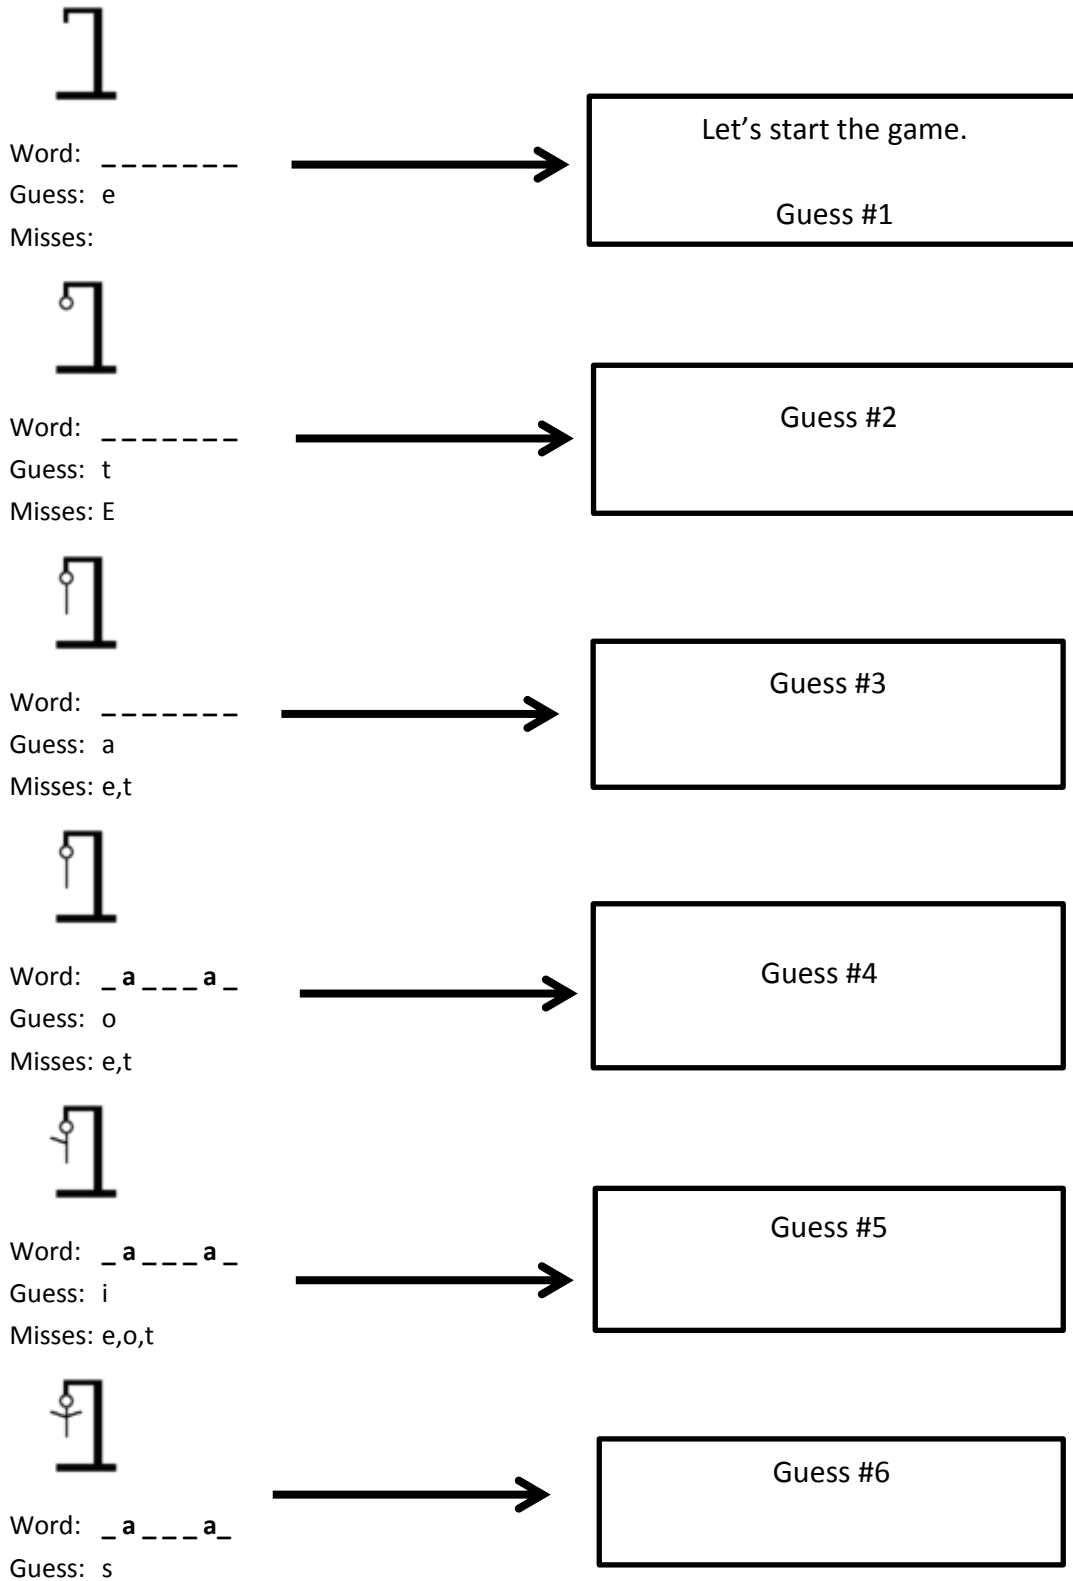 Let's start the game.
Word: _ _ _ _ _ _ _
Guess: e
Guess #1
Misses:
Word: _ _ _ _ _ _ _
Guess #2
Guess: t
Misses: E
Word: _ _ _ _ _ _ _
Guess #3
Guess: a
Misses: e,t
Word: _ a _ _ _ a _
Guess #4
Guess: o
Misses: e,t
Word: _ a _ _ _ a _
Guess #5
Guess: i
Misses: e,o,t
Guess #6
Word: _ a _ _ _ a_
Guess: s